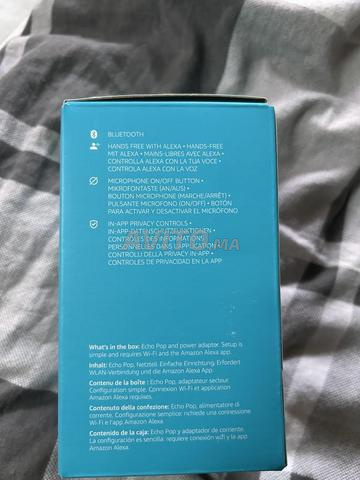 BLUETOOTH
HANDS FREE WITH ALEXA • HANDS-FREE
MIT ALEXA • MAINS-LIBRES AVEC ALEXA •
CONTROLLA ALEXA CON LA TUA VOCE •
CONTROLA ALEXA CON LA VOZ
MICROPHONE ON/OFF BUTTON •
MIKROFONTASTE (AN/AUS) •
BOUTON MICROPHONE (MARCHE/ARRÊT) •
PULSANTE MICROFONO (ON/OFF) • BOTÓN
PARA ACTIVAR Y DESACTIVAR EL MICRÓFONO
IN-APP PRIVACY CONTROLS •
IN-APP-DATENSCHUTZFUNKTIONEN •
CONTRÔLES DES INFORMATIONS
PERSONNELLES DANS L'APPLICATION •
CONTROLLI DELLA PRIVACY IN-APP •
CONTROLES DE PRIVACIDAD EN LA APP
AVITO.MA
What's in the box: Echo Pop and power adapter. Setup is
simple and requires Wi-Fi and the Amazon Alexa app.
Inhalt: Echo Pop, Netzteil. Einfache Einrichtung. Erfordert
WLAN-Verbindung und die Amazon Alexa App.
Contenu de la boîte : Echo Pop, adaptateur secteur.
Configuration simple. Connexion Wi-Fi et application
Amazon Alexa requises.
Contenuto della confezione: Echo Pop, alimentatore di
corrente. Configurazione semplice: richiede una connessione
Wi-Fi e l'app Amazon Alexa.
Contenido de la caja: Echo Pop y adaptador de corriente.
La configuración es sencilla: requiere conexión wifi y la app
Amazon Alexa.